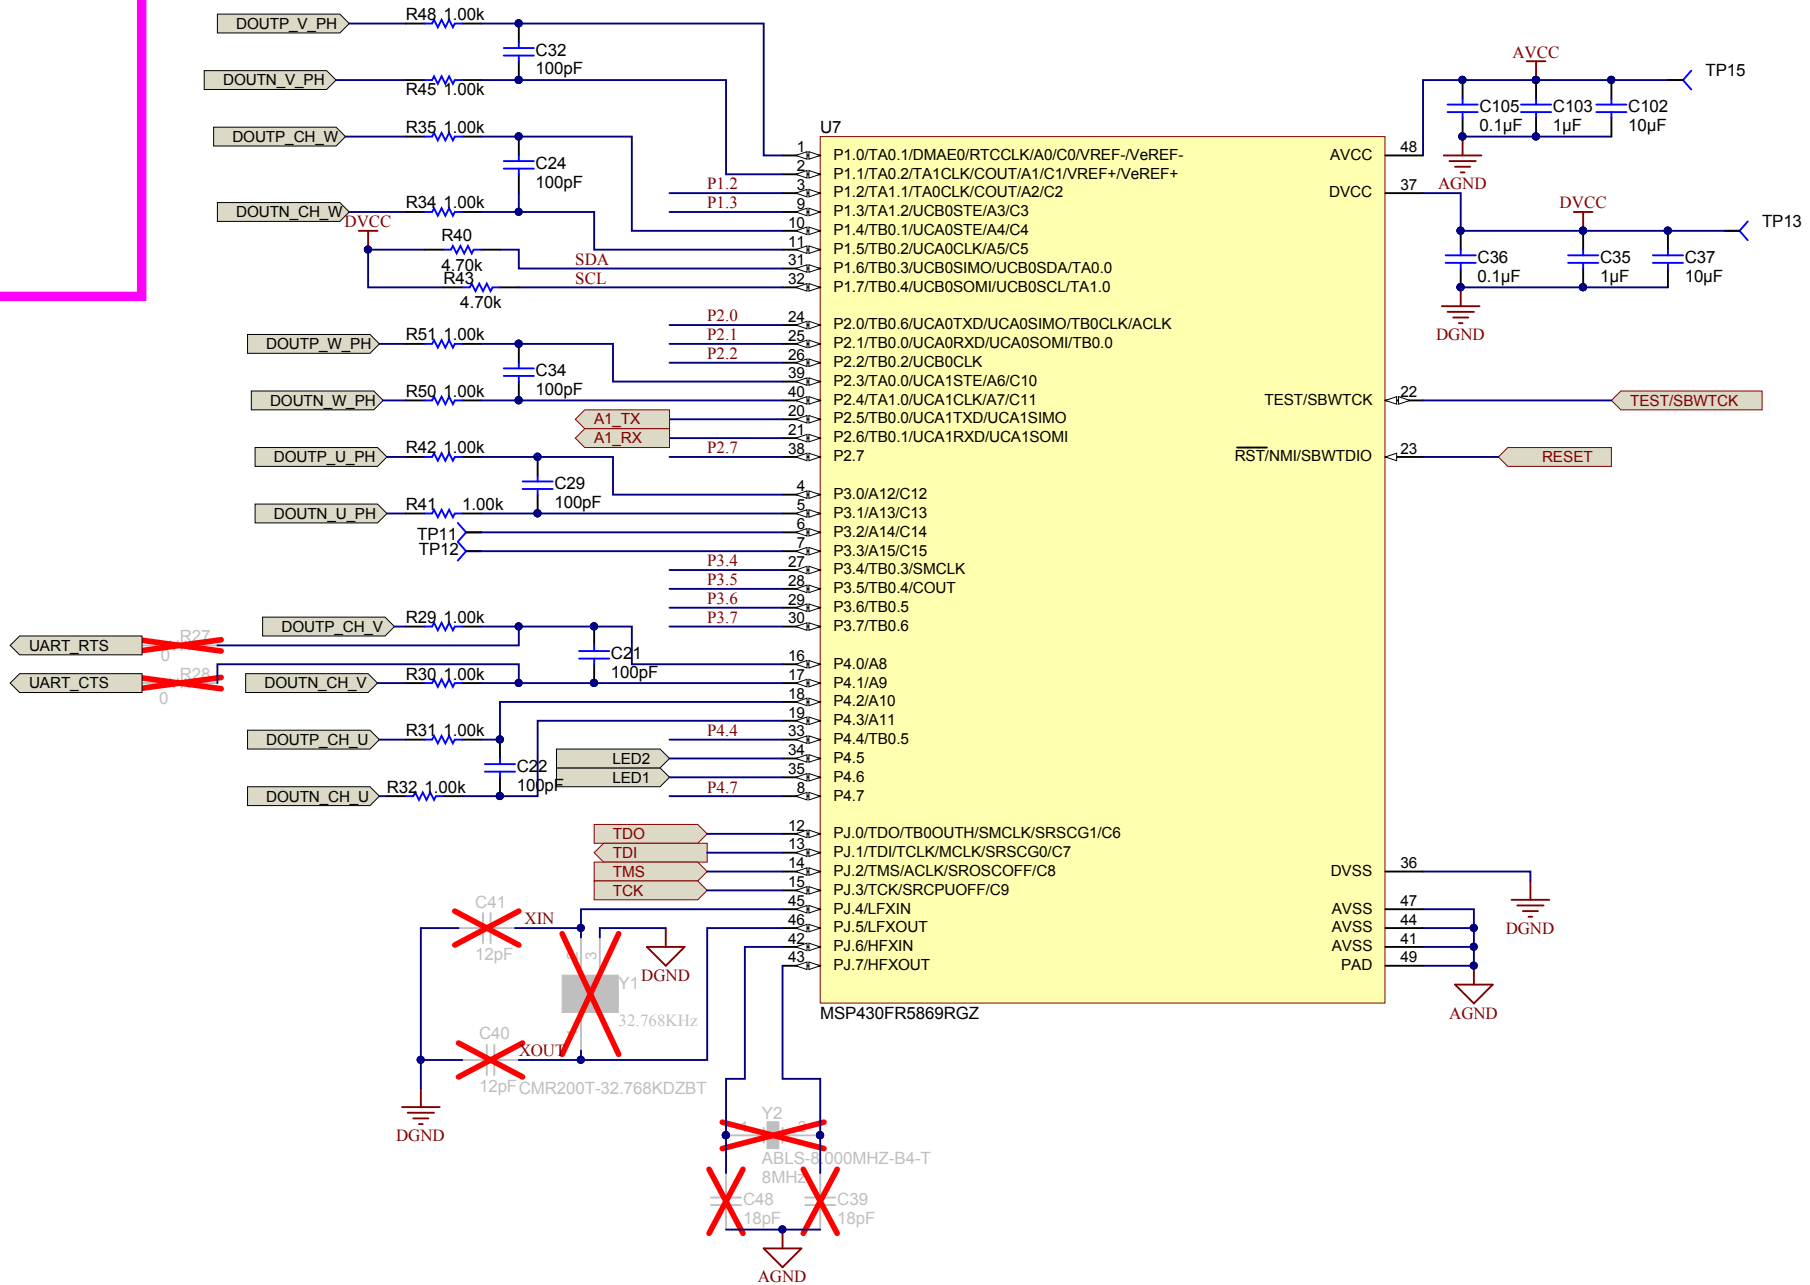 DOUTP_V_PH
R48 1.00k
C32
100pF
DOUTN_V_PH
R45 1.00k
DOUTP_CH_W
R35 1.00k
C24
100pF
DOUTN_CH_W
R34 1.00k
DVCC
R40
4.70k
SDA
R43
4.70k
SCL
P1.2
P1.3
DOUTP_W_PH
R51 1.00k
C34
100pF
DOUTN_W_PH
R50 1.00k
P2.0
P2.1
P2.2
A1_TX
A1_RX
P2.7
DOUTP_U_PH
R42 1.00k
C29
100pF
DOUTN_U_PH
R41 1.00k
TP11
TP12
P3.4
P3.5
P3.6
P3.7
DOUTP_CH_V
R29 1.00k
UART_RTS
R27
0
C21
100pF
UART_CTS
R28
0
DOUTN_CH_V
R30 1.00k
DOUTP_CH_U
R31 1.00k
C22
100pF
DOUTN_CH_U
R32 1.00k
P4.4
LED2
LED1
P4.7
TDO
TDI
TMS
TCK
C41
12pF
XIN
3
DGND
Y1
32.768KHz
C40
12pF
XOUT
CMR200T-32.768KDZBT
DGND
Y2
ABLS-8.000MHZ-B4-T
8MHz
C48
18pF
C39
18pF
AGND
U7
1 P1.0/TA0.1/DMAE0/RTCCLK/A0/C0/VREF-/VeREF-
2 P1.1/TA0.2/TA1CLK/COUT/A1/C1/VREF+/VeREF+
3 P1.2/TA1.1/TA0CLK/COUT/A2/C2
9 P1.3/TA1.2/UCB0STE/A3/C3
10 P1.4/TB0.1/UCA0STE/A4/C4
11 P1.5/TB0.2/UCA0CLK/A5/C5
31 P1.6/TB0.3/UCB0SIMO/UCB0SDA/TA0.0
32 P1.7/TB0.4/UCB0SOMI/UCB0SCL/TA1.0
24 P2.0/TB0.6/UCA0TXD/UCA0SIMO/TB0CLK/ACLK
25 P2.1/TB0.0/UCA0RXD/UCA0SOMI/TB0.0
26 P2.2/TB0.2/UCB0CLK
39 P2.3/TA0.0/UCA1STE/A6/C10
40 P2.4/TA1.0/UCA1CLK/A7/C11
20 P2.5/TB0.0/UCA1TXD/UCA1SIMO
21 P2.6/TB0.1/UCA1RXD/UCA1SOMI
38 P2.7
4 P3.0/A12/C12
5 P3.1/A13/C13
6 P3.2/A14/C14
7 P3.3/A15/C15
27 P3.4/TB0.3/SMCLK
28 P3.5/TB0.4/COUT
29 P3.6/TB0.5
30 P3.7/TB0.6
16 P4.0/A8
17 P4.1/A9
18 P4.2/A10
19 P4.3/A11
33 P4.4/TB0.5
34 P4.5
35 P4.6
8 P4.7
12 PJ.0/TDO/TB0OUTH/SMCLK/SRSCG1/C6
13 PJ.1/TDI/TCLK/MCLK/SRSCG0/C7
14 PJ.2/TMS/ACLK/SROSCOFF/C8
15 PJ.3/TCK/SRCPUOFF/C9
45 PJ.4/LFXIN
46 PJ.5/LFXOUT
42 PJ.6/HFXIN
43 PJ.7/HFXOUT
MSP430FR5869RGZ
AVCC 48
DVCC 37
TEST/SBWTCK 22
TEST/SBWTCK
RST/NMI/SBWTDIO 23
RESET
DVSS 36
AVSS 47
AVSS 44
AVSS 41
PAD 49
AVCC
TP15
C105
0.1µF
C103
1µF
C102
10µF
AGND
DVCC
TP13
C36
0.1µF
C35
1µF
C37
10µF
DGND
DGND
AGND